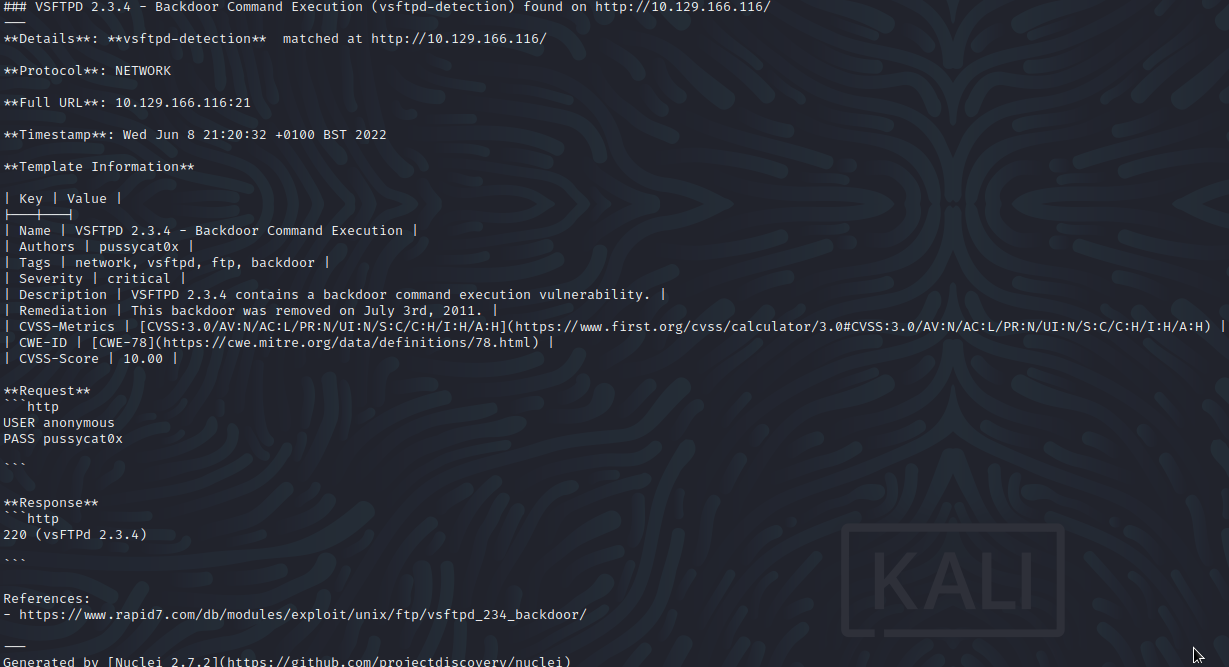 ### VSFTPD 2.3.4 - Backdoor Command Execution (vsftpd-detection) found on http://10.129.166.116/
———
**Details**: **vsftpd-detection**  matched at http://10.129.166.116/
**Protocol**: NETWORK
**Full URL**: 10.129.166.116:21
**Timestamp**: Wed Jun 8 21:20:32 +0100 BST 2022
**Template Information**
| Key | Value |
├───┼───┤
| Name | VSFTPD 2.3.4 - Backdoor Command Execution |
| Authors | pussycat0x |
| Tags | network, vsftpd, ftp, backdoor |
| Severity | critical |
| Description | VSFTPD 2.3.4 contains a backdoor command execution vulnerability. |
| Remediation | This backdoor was removed on July 3rd, 2011. |
| CVSS-Metrics | [CVSS:3.0/AV:N/AC:L/PR:N/UI:N/S:C/C:H/I:H/A:H](https://www.first.org/cvss/calculator/3.0#CVSS:3.0/AV:N/AC:L/PR:N/UI:N/S:C/C:H/I:H/A:H) |
| CWE-ID | [CWE-78](https://cwe.mitre.org/data/definitions/78.html) |
| CVSS-Score | 10.00 |
**Request**
```http
USER anonymous
PASS pussycat0x
```
**Response**
```http
220 (vsFTPd 2.3.4)
```
References:
- https://www.rapid7.com/db/modules/exploit/unix/ftp/vsftpd_234_backdoor/
———
Generated by [Nuclei 2.7.2](https://github.com/projectdiscovery/nuclei)
KALI